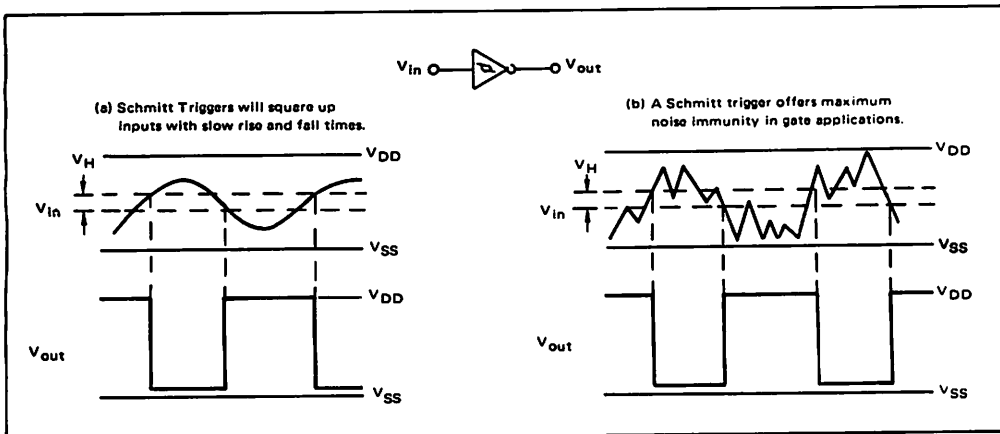 Vin Vout
(a) Schmitt Triggers will square up
inputs with slow rise and fall times.
(b) A Schmitt trigger offers maximum
noise immunity in gate applications.
VH
VDD
Vin
VSS
VDD
Vout
VSS
VDD
VH
Vin
VSS
VDD
Vout
VSS